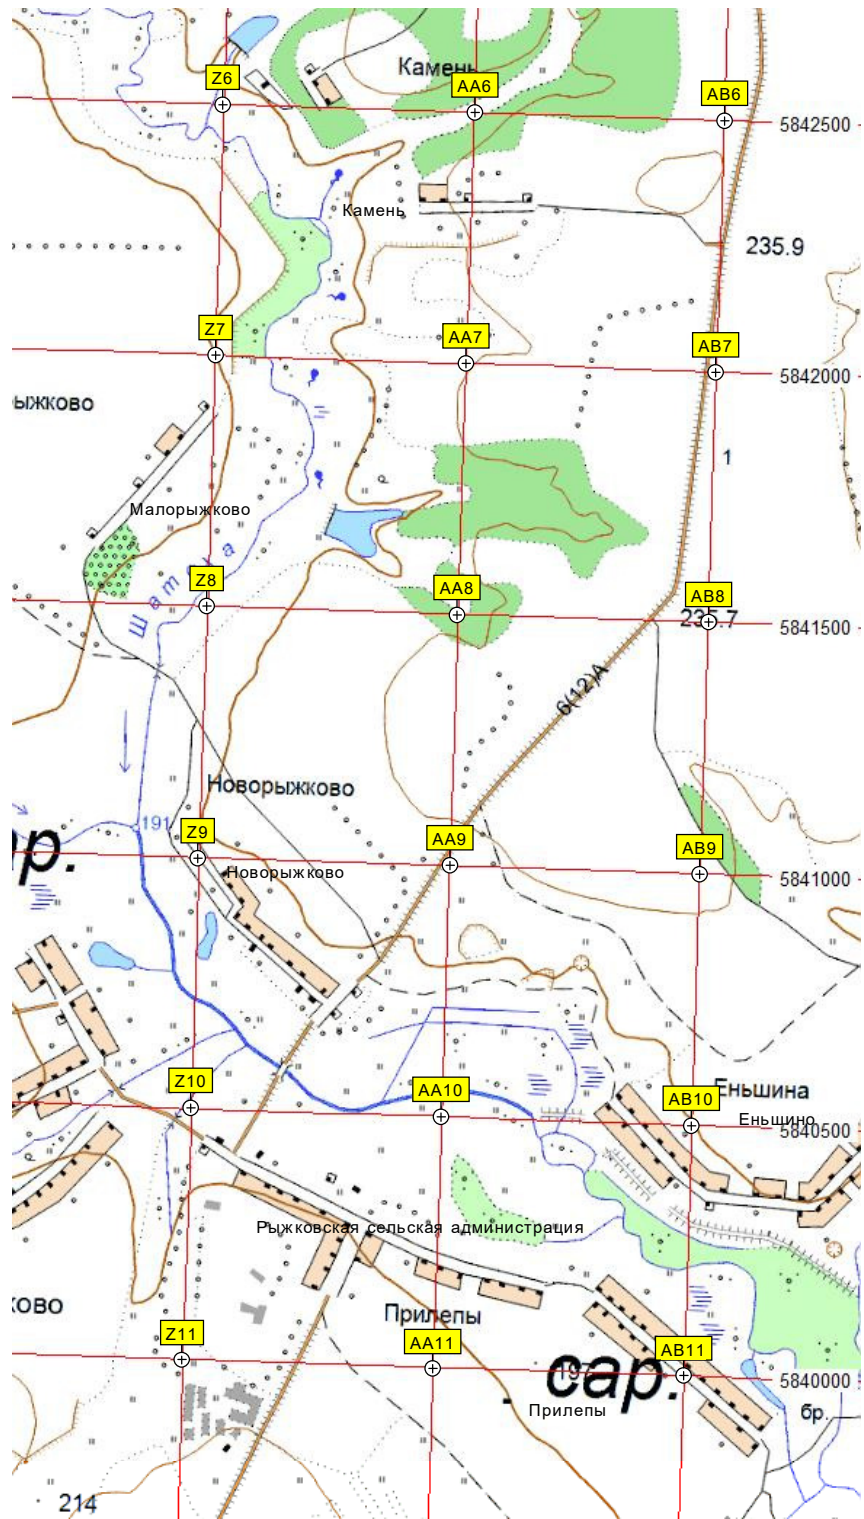 Камень
Z6
AA6
AB6
5842500
Камень
235.9
Z7
AA7
AB7
5842000
ыжково
1
Малорыжково
Шатоха
Z8
AA8
AB8
235.7
5841500
6(12)А
Новорыжково
191
Z9
AA9
AB9
р.
Новорыжково
5841000
Z10
AA10
AB10
Еньшина
Еньшино
5840500
Рыжковская сельская администрация
ково
Прилепы
Z11
AA11
AB11
5840000
сар.
Прилепы
бр.
214